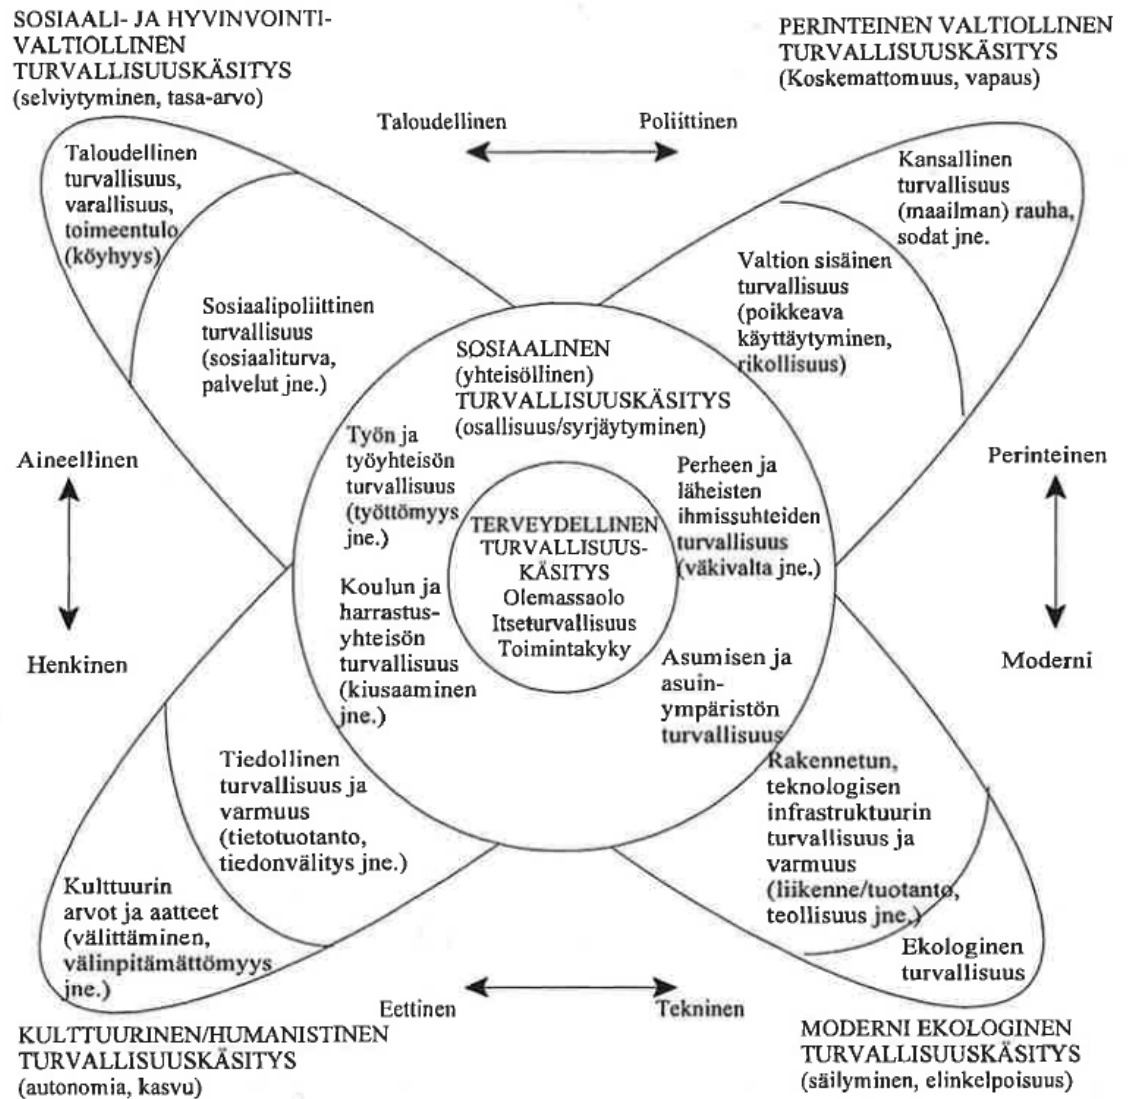 SOSIAALI- JA HYVINVOINTI-
VALTIOLLINEN
TURVALLISUUSKÄSITYS
(selviytyminen, tasa-arvo)
PERINTEINEN VALTIOLLINEN
TURVALLISUUSKÄSITYS
(Koskemattomuus, vapaus)
Taloudellinen
Poliittinen
Taloudellinen
turvallisuus,
varallisuus,
toimeentulo
(köyhyys)
Kansallinen
turvallisuus
(maailman) rauha,
sodat jne.
Sosiaalipoliittinen
turvallisuus
(sosiaaliturva,
palvelut jne.)
Valtion sisäinen
turvallisuus
(poikkeava
käyttäytyminen,
rikollisuus)
SOSIAALINEN
(yhteisöllinen)
TURVALLISUUSKÄSITYS
(osallisuus/syrjäytyminen)
Aineellinen
Henkinen
Perinteinen
Moderni
Työn ja
työyhteisön
turvallisuus
(työttömyys
jne.)
Perheen ja
läheisten
ihmissuhteiden
turvallisuus
(väkivalta jne.)
TERVEYDELLINEN
TURVALLISUUS-
KÄSITYS
Olemassaolo
Itseturvallisuus
Toimintakyky
Koulun ja
harrastus-
yhteisön
turvallisuus
(kiusaaminen
jne.)
Asumisen ja
asuin-
ympäristön
turvallisuus
Tiedollinen
turvallisuus ja
varmuus
(tietotuotanto,
tiedonvälitys jne.)
Rakennetun,
teknologisen
infrastruktuurin
turvallisuus ja
varmuus
(liikenne/tuotanto,
teollisuus jne.)
Kulttuurin
arvot ja aatteet
(välittäminen,
välinpitämättömyys
jne.)
Ekologinen
turvallisuus
Eettinen
Tekninen
KULTTUURINEN/HUMANISTINEN
TURVALLISUUSKÄSITYS
(autonomia, kasvu)
MODERNI EKOLOGINEN
TURVALLISUUSKÄSITYS
(säilyminen, elinkelpoisuus)